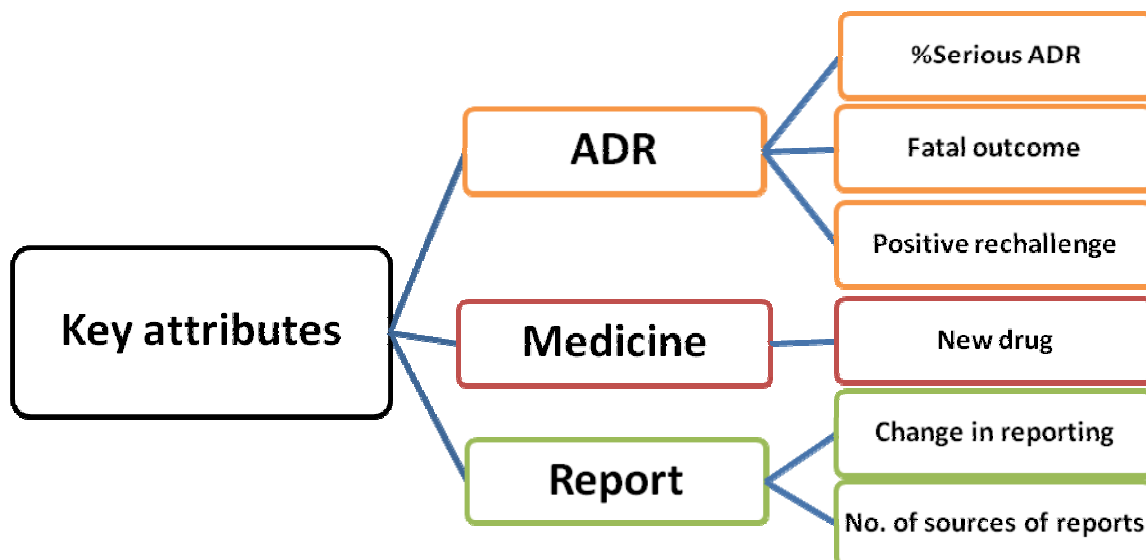 Key attributes
ADR
%Serious ADR
Fatal outcome
Positive rechallenge
Medicine
New drug
Report
Change in reporting
No. of sources of reports